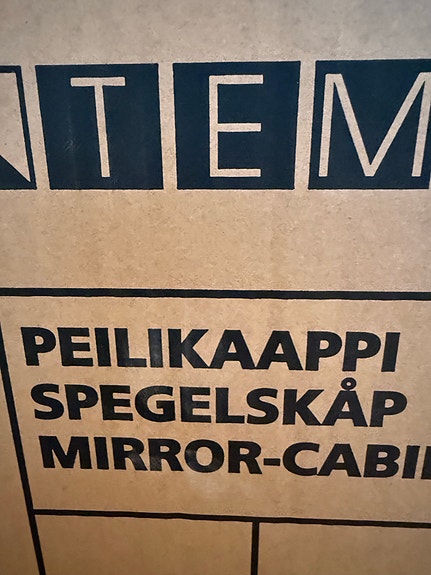 TEM
PEILIKAAPPI
SPEGELSKÅP
MIRROR-CABI